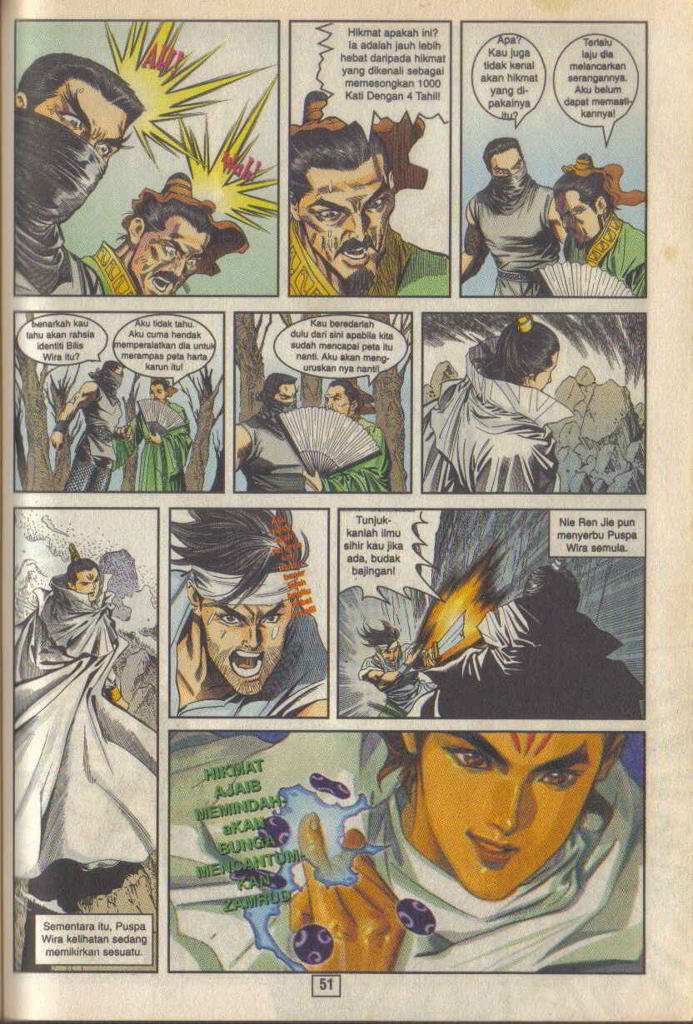 AHH!
Wah!
Hikmat apakah ini?
Ia adalah jauh lebih
hebat daripada hikmat
yang dikenali sebagai
memesongkan 1000
Kati Dengan 4 Tahil!
Apa?
Kau juga
tidak kenal
akan hikmat
yang di-
pakainya
itu?
Terlalu
laju dia
melancarkan
serangannya.
Aku belum
dapat memasti-
kannya!
Benarkah kau
tahu akan rahsia
identiti Bilis
Wira itu?
Aku tidak tahu.
Aku cuma hendak
memperalatkan dia untuk
merampas peta harta
karun itu!
Kau beredarlah
dulu dari sini apabila kita
sudah mencapai peta itu
nanti. Aku akan meng-
uruskan nya nanti!
Tunjuk-
kanlah ilmu
sihir kau jika
ada, budak
bajingan!
Nie Ren Jie pun
menyerbu Puspa
Wira semula.
Sementara itu, Puspa
Wira kelihatan sedang
memikirkan sesuatu.
HIKMAT
AJAIB
MEMINDAH-
aKAN
BUNGA
MENCANTUM-
KAN
ZAMRUD
51